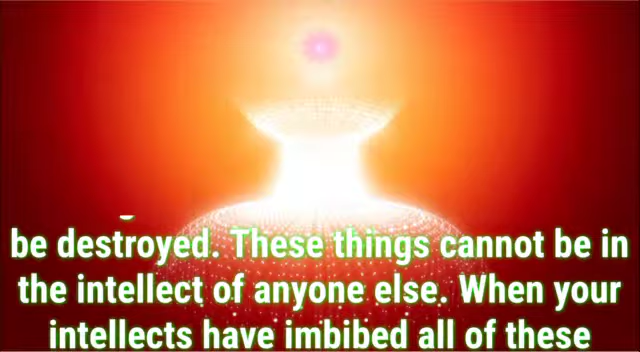 be destroyed. These things cannot be in
the intellect of anyone else. When your
intellects have imbibed all of these